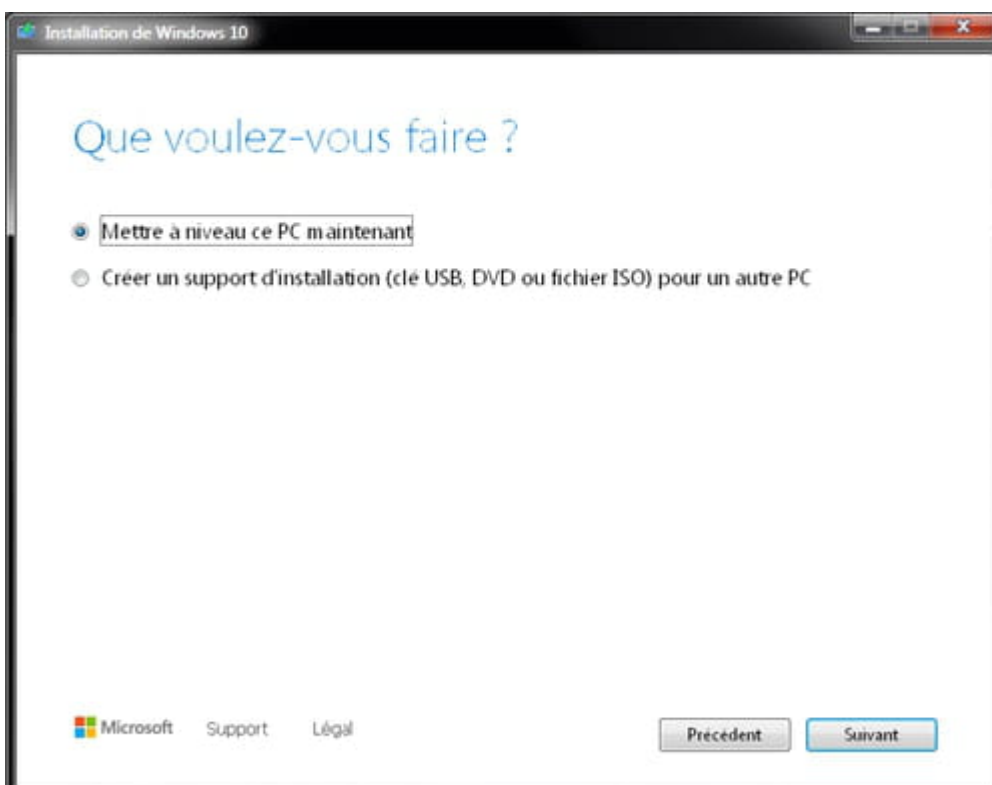 Installation de Windows 10
Que voulez-vous faire ?
Mettre à niveau ce PC maintenant
Créer un support d'installation (clé USB, DVD ou fichier ISO) pour un autre PC
Microsoft Support Légal
Précédent Suivant